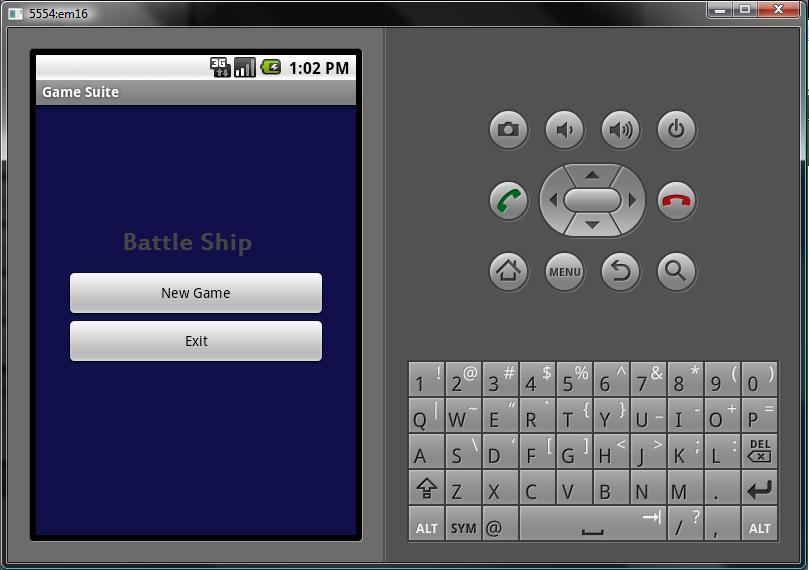 5554:em16
3G 1:02 PM
Game Suite
Battle Ship
New Game
Exit
MENU
1 ! 2 @ 3 # 4 $ 5 % 6 ^ 7 & 8 * 9 ( 0 )
Q | W ~ E “ R ` T { Y } U _ I - O + P =
A S \ D ‘ F [ G ] H < J > K ; L : DEL
Z X C V B N M .
ALT SYM @ / ? , ALT